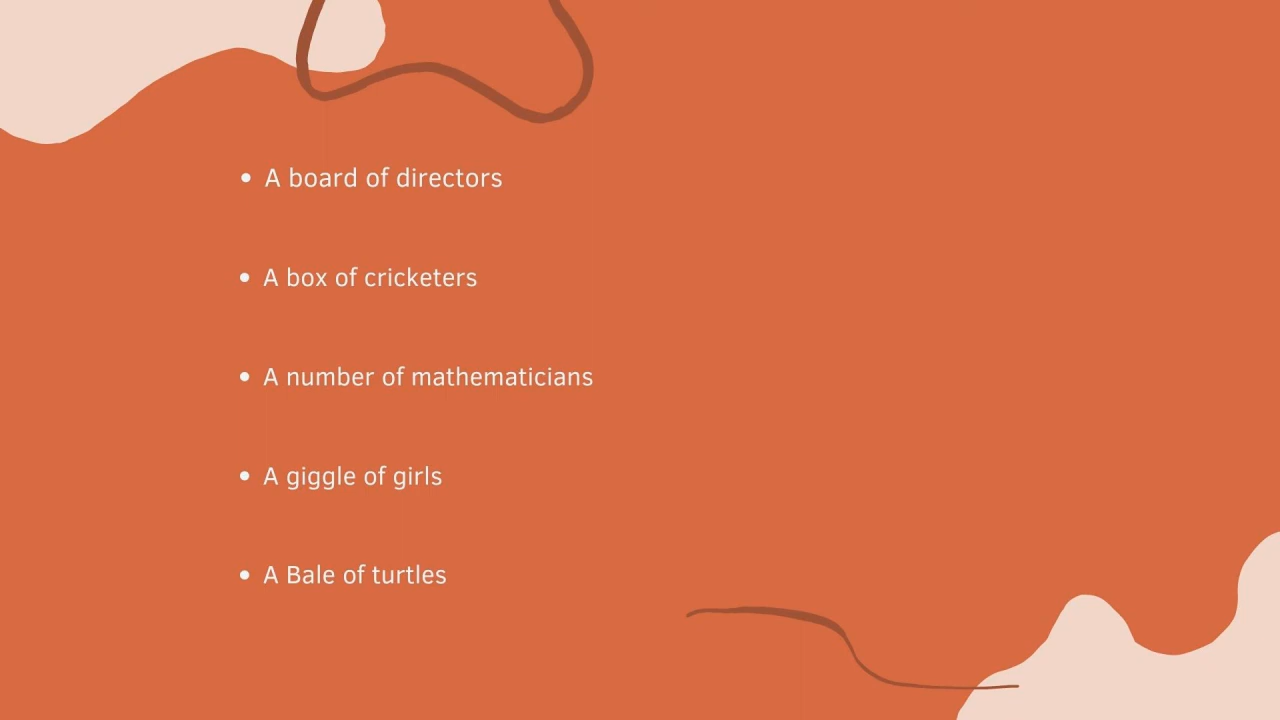 • A board of directors
• A box of cricketers
• A number of mathematicians
• A giggle of girls
• A Bale of turtles